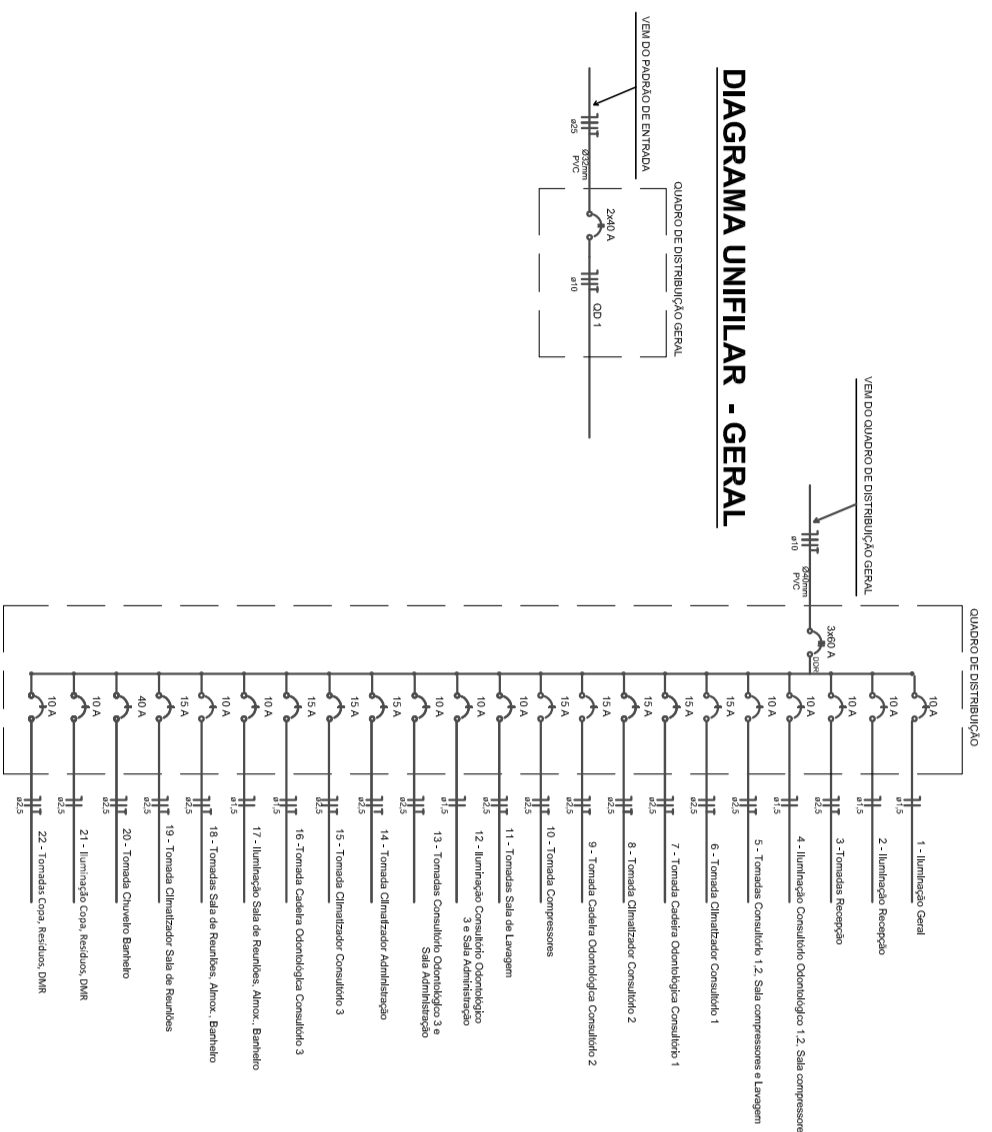 DIAGRAMA UNIFILAR - GERAL
VEM DO PADRÃO DE ENTRADA
ø25
Ø32mm
PVC
QUADRO DE DISTRIBUIÇÃO GERAL
2x40 A
ø10
QD 1
VEM DO QUADRO DE DISTRIBUIÇÃO GERAL
ø10
Ø40mm
PVC
QUADRO DE DISTRIBUIÇÃO
3x60 A
DDR
10 A
ø1,5
1 - Iluminação Geral
10 A
ø1,5
2 - Iluminação Recepção
10 A
ø2,5
3 -Tomadas Recepção
10 A
ø1,5
4 - Iluminação Consultório Odontológico 1,2, Sala compressore
10 A
ø2,5
5 - Tomadas Consultório 1,2, Sala compressores e Lavagem
15 A
ø2,5
6 - Tomada Climatizador Consultório 1
15 A
ø2,5
7 - Tomada Cadeira Odontológica Consultório 1
15 A
ø2,5
8 - Tomada Climatizador Consultório 2
15 A
ø2,5
9 - Tomada Cadeira Odontológica Consultório 2
15 A
ø2,5
10 - Tomada Compressores
10 A
ø2,5
11 - Tomadas Sala de Lavagem
10 A
ø1,5
12 - Iluminação Consultório Odontológico
3 e Sala Administração
10 A
ø2,5
13 - Tomadas Consultório Odontológico 3 e
Sala Administração
15 A
ø2,5
14 - Tomada Climatizador Administração
15 A
ø2,5
15 - Tomada Climatizador Consultório 3
15 A
ø1,5
16 -Tomada Cadeira Odontológica Consultório 3
10 A
ø1,5
17 - Iluminação Sala de Reuniões, Almox., Banheiro
10 A
ø2,5
18 - Tomadas Sala de Reuniões, Almox., Banheiro
15 A
ø2,5
19 - Tomada Climatizador Sala de Reuniões
40 A
ø2,5
20 - Tomada Chuveiro Banheiro
10 A
ø2,5
21 - Iluminação Copa, Resíduos, DMR
10 A
ø2,5
22 - Tomadas Copa, Resíduos, DMR